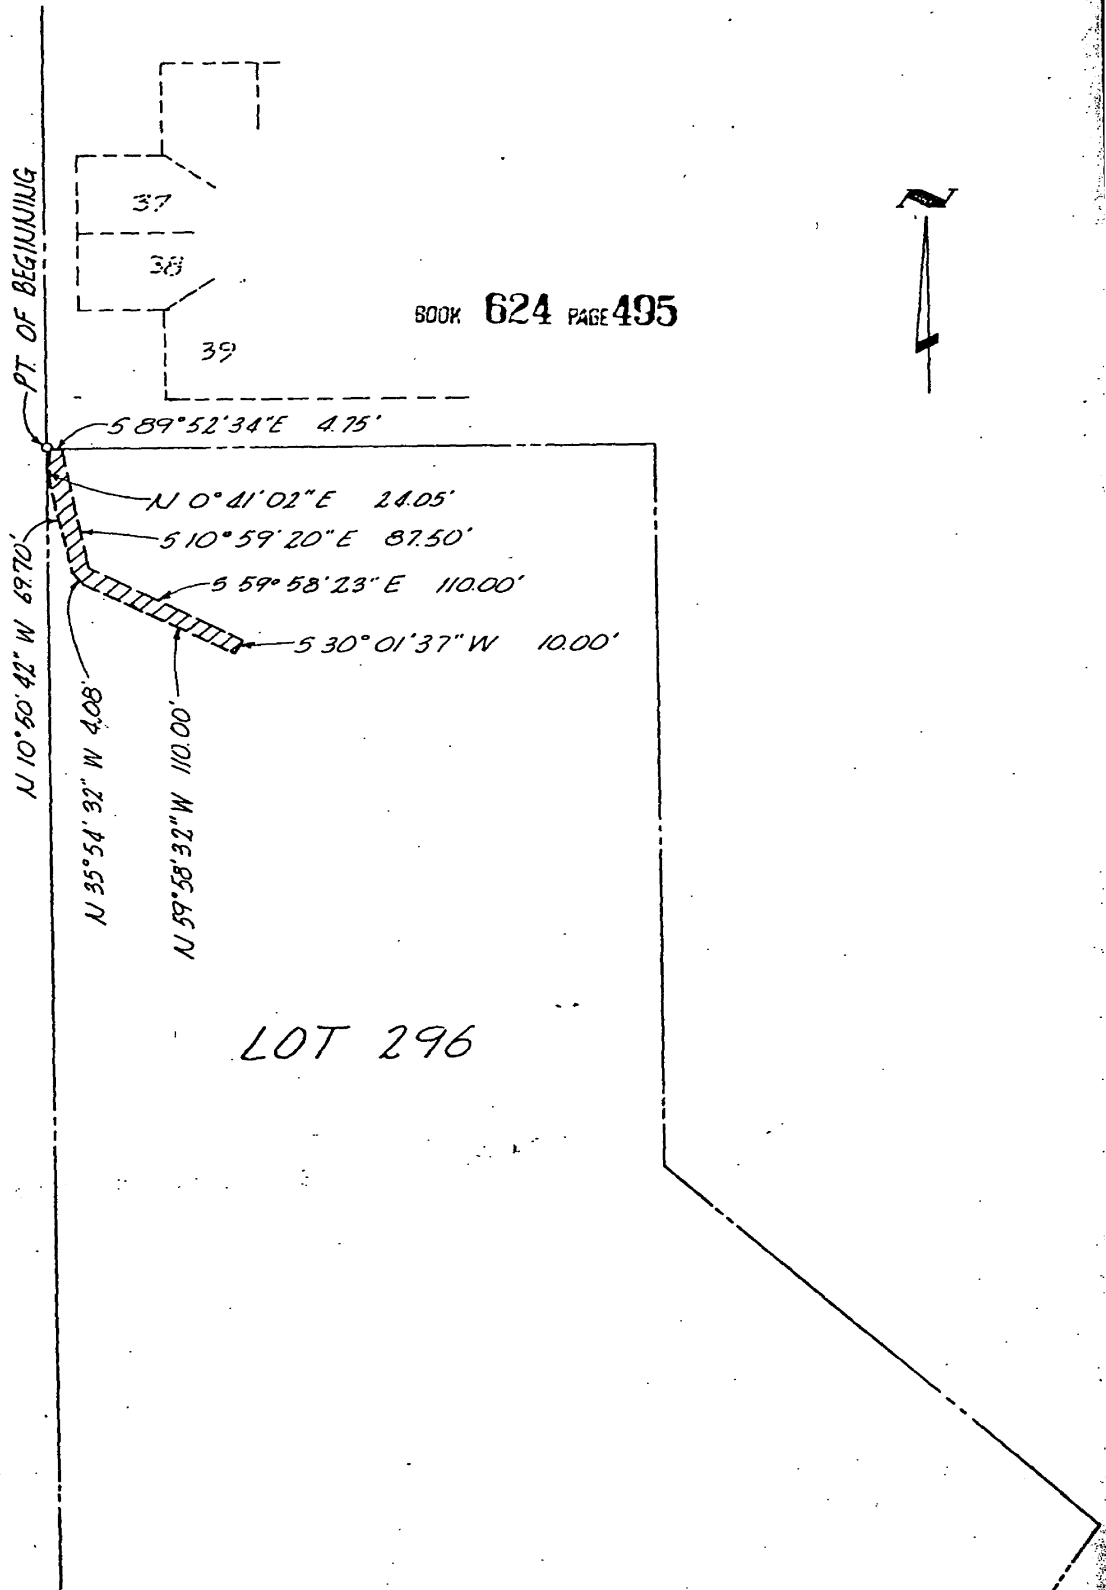 37
38
39
N
BOOK 624 PAGE 495
PT. OF BEGINNING
S 89°52'34"E 4.75'
N 0°41'02"E 24.05'
S 10°59'20"E 87.50'
S 59°58'23"E 110.00'
S 30°01'37"W 10.00'
N 10°50'42"W 69.70'
N 35°54'32"W 4.08'
N 59°58'32"W 110.00'
LOT 296